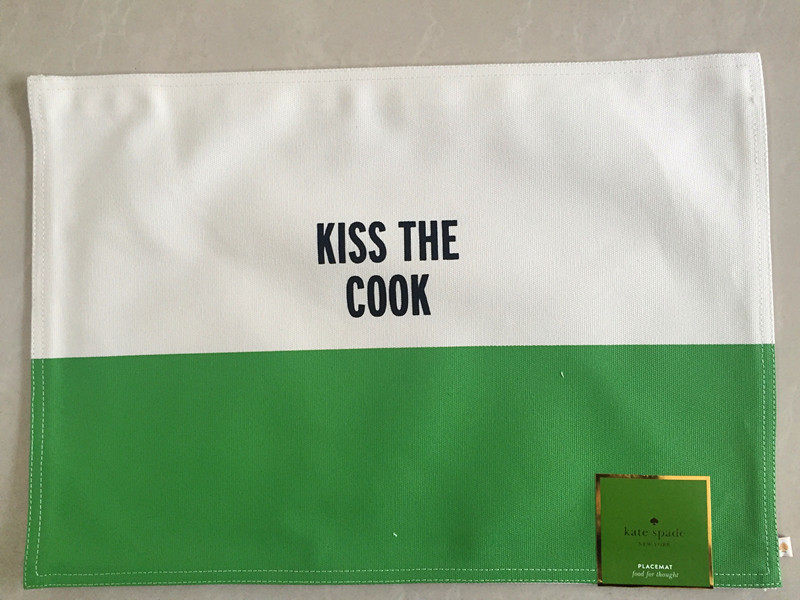 KISS THE
COOK
kate spade
NEW YORK
PLACEMAT
food for thought